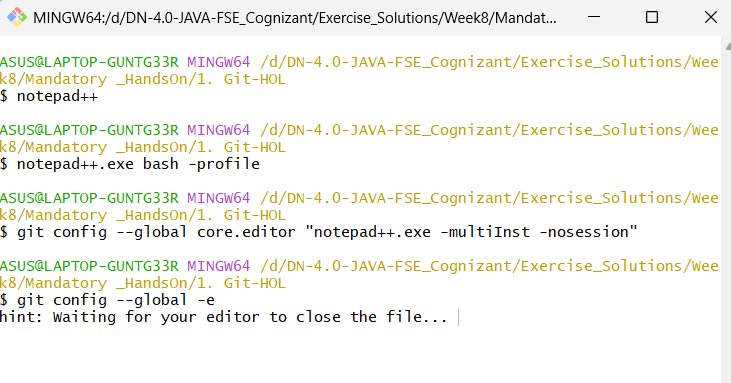 MINGW64:/d/DN-4.0-JAVA-FSE_Cognizant/Exercise_Solutions/Week8/Mandat...
ASUS@LAPTOP-GUNTG33R MINGW64 /d/DN-4.0-JAVA-FSE_Cognizant/Exercise_Solutions/Wee
k8/Mandatory _HandsOn/1. Git-HOL
$ notepad++
ASUS@LAPTOP-GUNTG33R MINGW64 /d/DN-4.0-JAVA-FSE_Cognizant/Exercise_Solutions/Wee
k8/Mandatory _HandsOn/1. Git-HOL
$ notepad++.exe bash -profile
ASUS@LAPTOP-GUNTG33R MINGW64 /d/DN-4.0-JAVA-FSE_Cognizant/Exercise_Solutions/Wee
k8/Mandatory _HandsOn/1. Git-HOL
$ git config --global core.editor "notepad++.exe -multiInst -nosession"
ASUS@LAPTOP-GUNTG33R MINGW64 /d/DN-4.0-JAVA-FSE_Cognizant/Exercise_Solutions/Wee
k8/Mandatory _HandsOn/1. Git-HOL
$ git config --global -e
hint: Waiting for your editor to close the file...